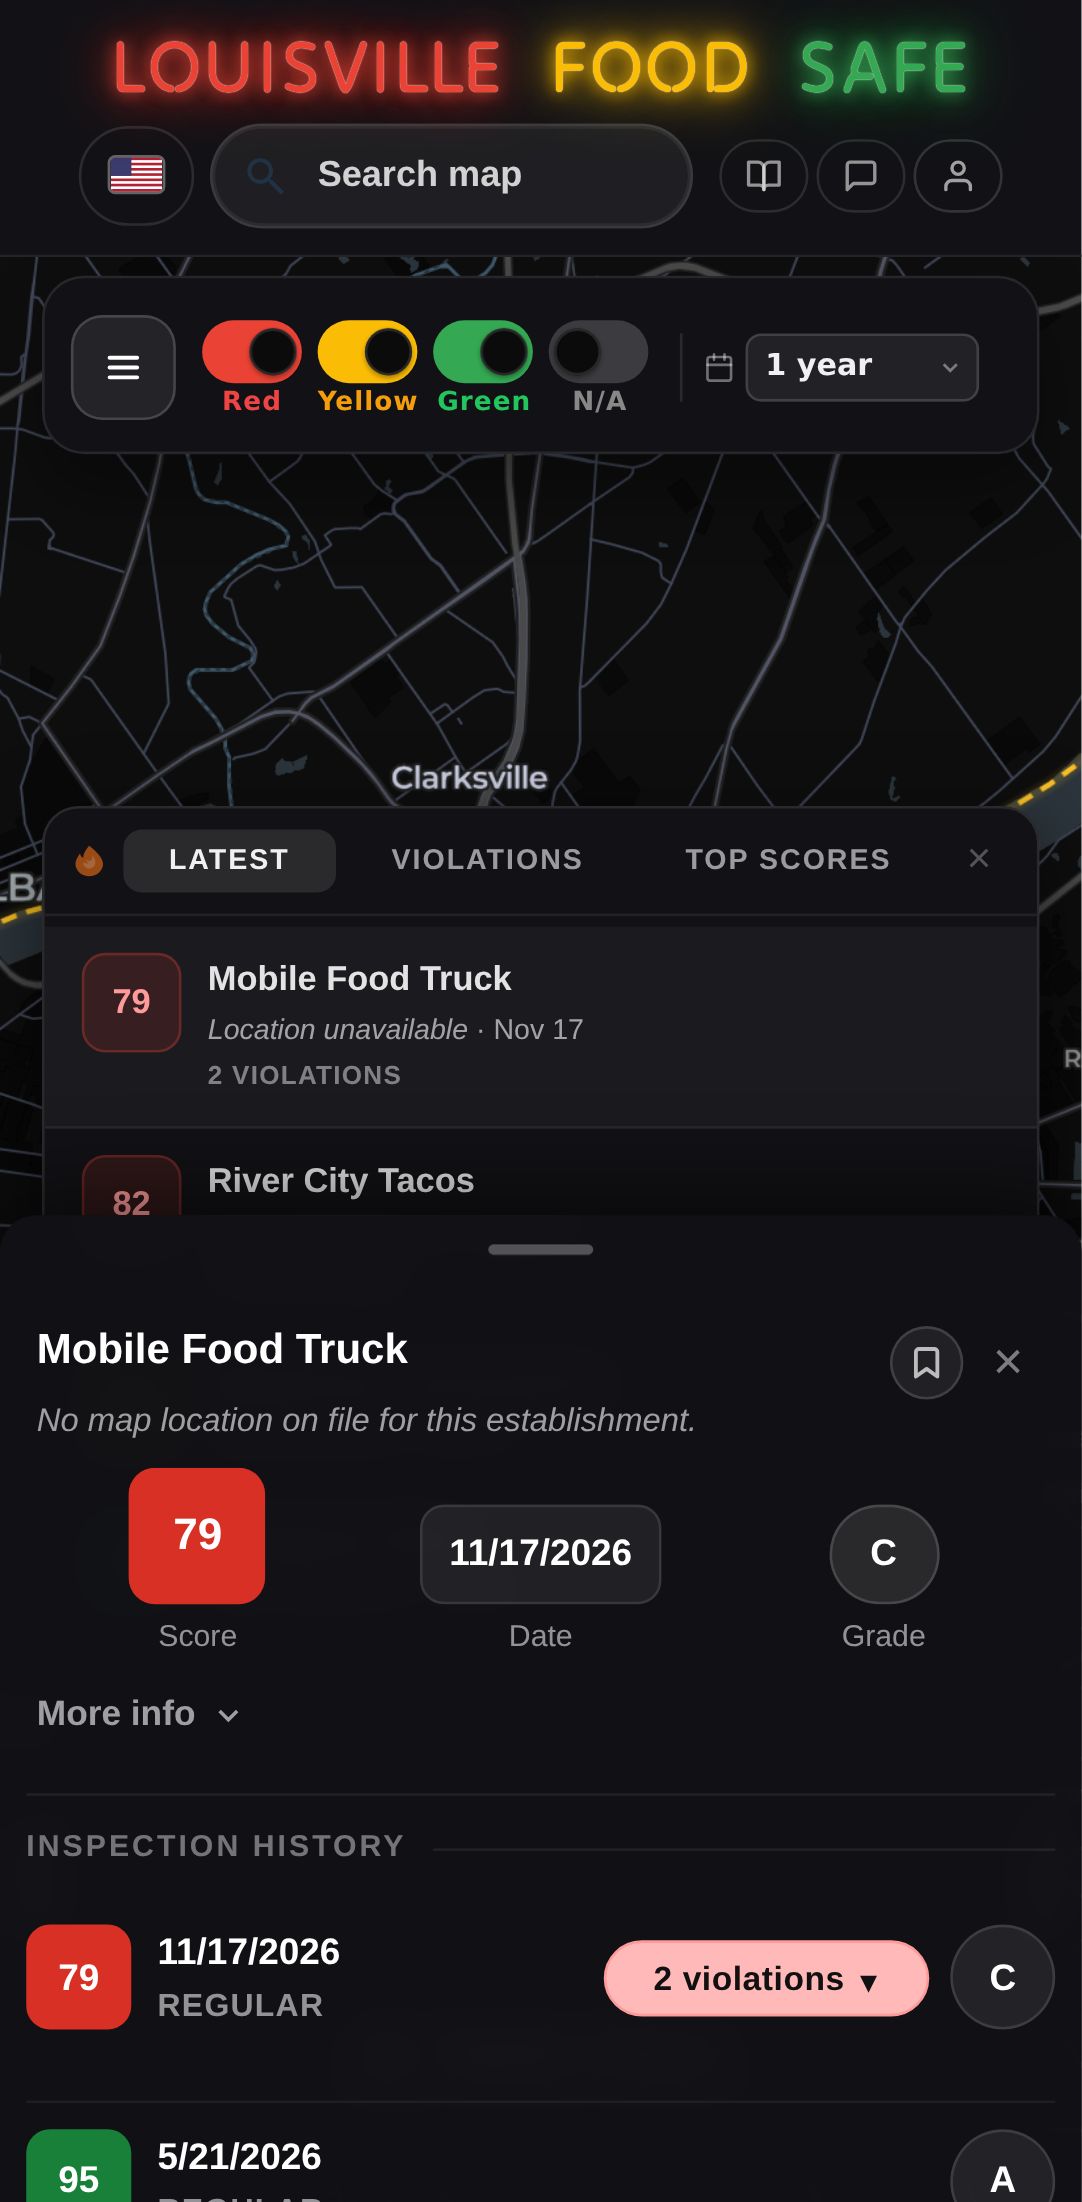 LOUISVILLE FOOD SAFE
Search map
Red Yellow Green N/A
1 year
Clarksville
LATEST VIOLATIONS TOP SCORES
79
Mobile Food Truck
Location unavailable · Nov 17
2 VIOLATIONS
82
River City Tacos
Mobile Food Truck
No map location on file for this establishment.
79 11/17/2026 C
Score Date Grade
More info
INSPECTION HISTORY
79 11/17/2026 2 violations ▼ C
REGULAR
95 5/21/2026 A
REGULAR